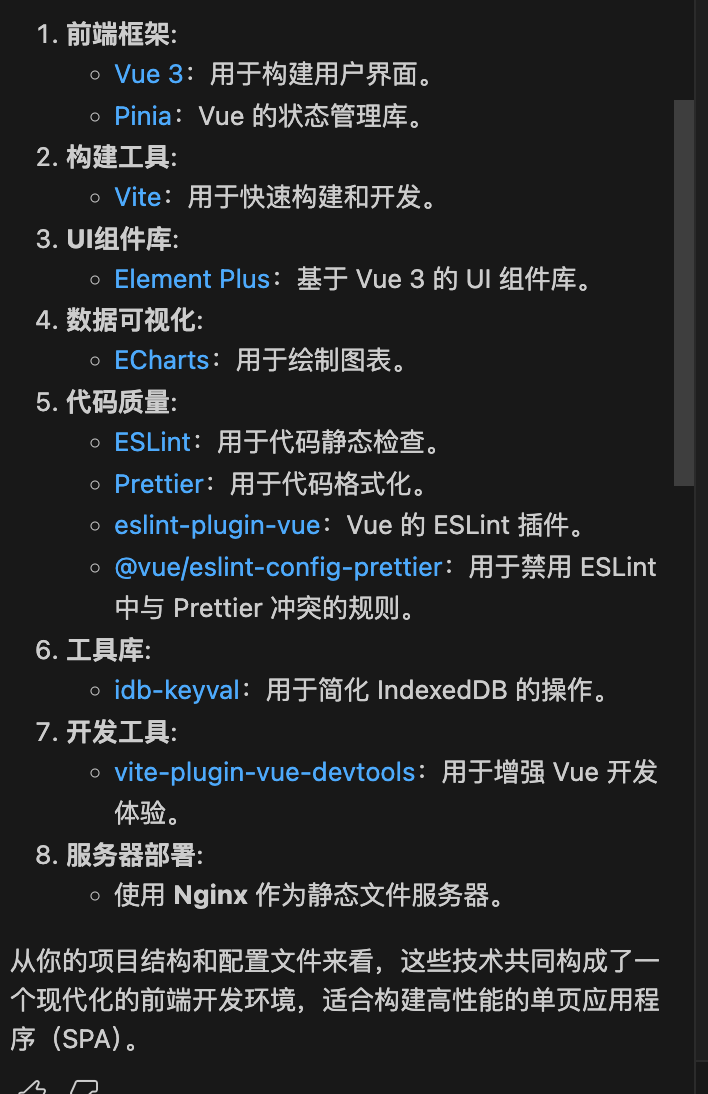 1. 前端框架:
◦ Vue 3：用于构建用户界面。
◦ Pinia：Vue 的状态管理库。
2. 构建工具:
◦ Vite：用于快速构建和开发。
3. UI组件库:
◦ Element Plus：基于 Vue 3 的 UI 组件库。
4. 数据可视化:
◦ ECharts：用于绘制图表。
5. 代码质量:
◦ ESLint：用于代码静态检查。
◦ Prettier：用于代码格式化。
◦ eslint-plugin-vue：Vue 的 ESLint 插件。
◦ @vue/eslint-config-prettier：用于禁用 ESLint
中与 Prettier 冲突的规则。
6. 工具库:
◦ idb-keyval：用于简化 IndexedDB 的操作。
7. 开发工具:
◦ vite-plugin-vue-devtools：用于增强 Vue 开发
体验。
8. 服务器部署:
◦ 使用 Nginx 作为静态文件服务器。
从你的项目结构和配置文件来看，这些技术共同构成了一
个现代化的前端开发环境，适合构建高性能的单页应用程
序（SPA）。